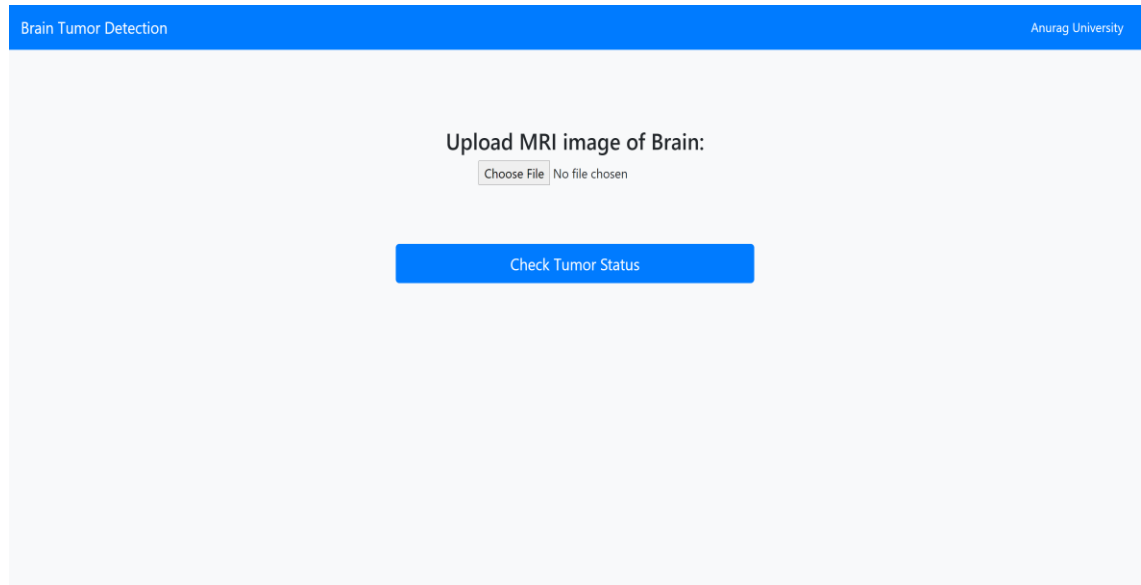 Brain Tumor Detection
Anurag University
Upload MRI image of Brain:
Choose File No file chosen
Check Tumor Status